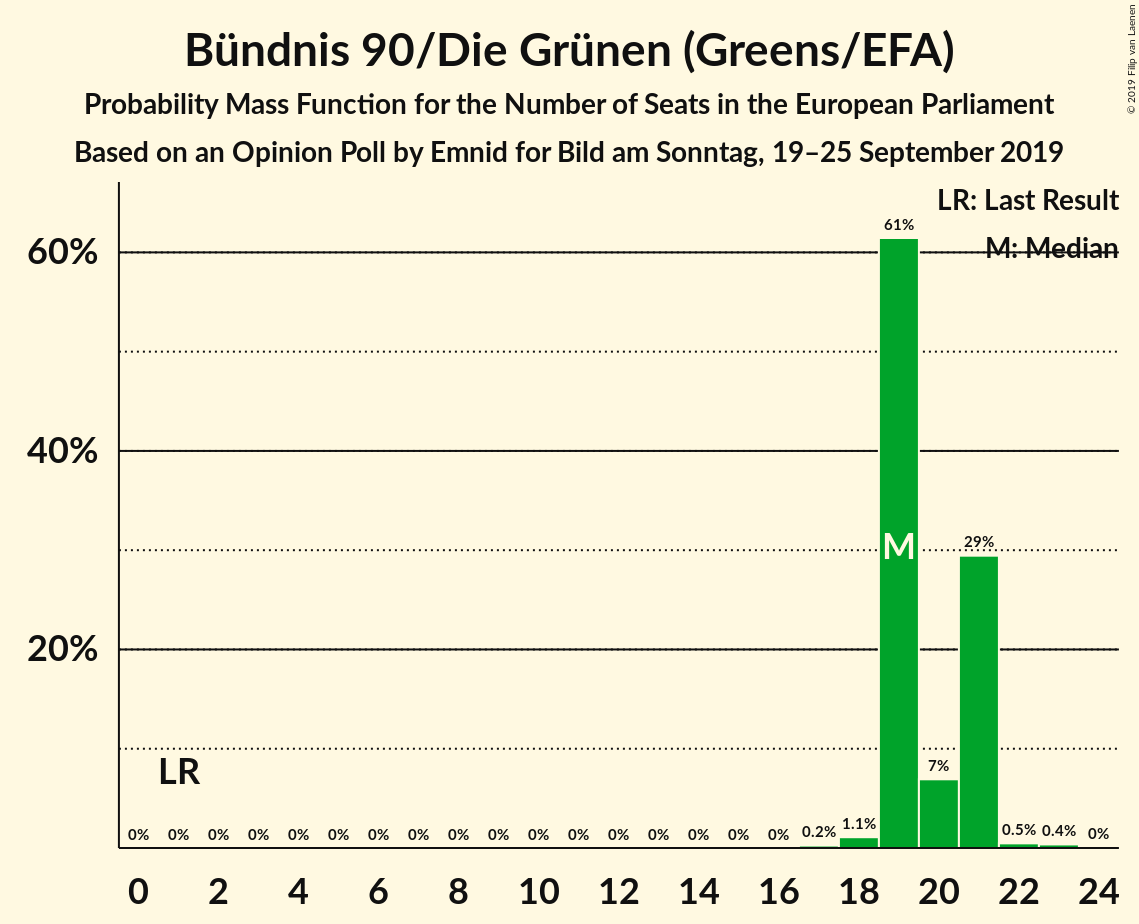 Bündnis 90/Die Grünen (Greens/EFA)
Probability Mass Function for the Number of Seats in the European Parliament
Based on an Opinion Poll by Emnid for Bild am Sonntag, 19–25 September 2019
© 2019 Filip van Laenen
LR: Last Result
M: Median
60%
40%
20%
61%
M
29%
LR
7%
0% 0% 0% 0% 0% 0% 0% 0% 0% 0% 0% 0% 0% 0% 0% 0% 0% 0.2% 1.1% 0.5% 0.4% 0%
0 2 4 6 8 10 12 14 16 18 20 22 24